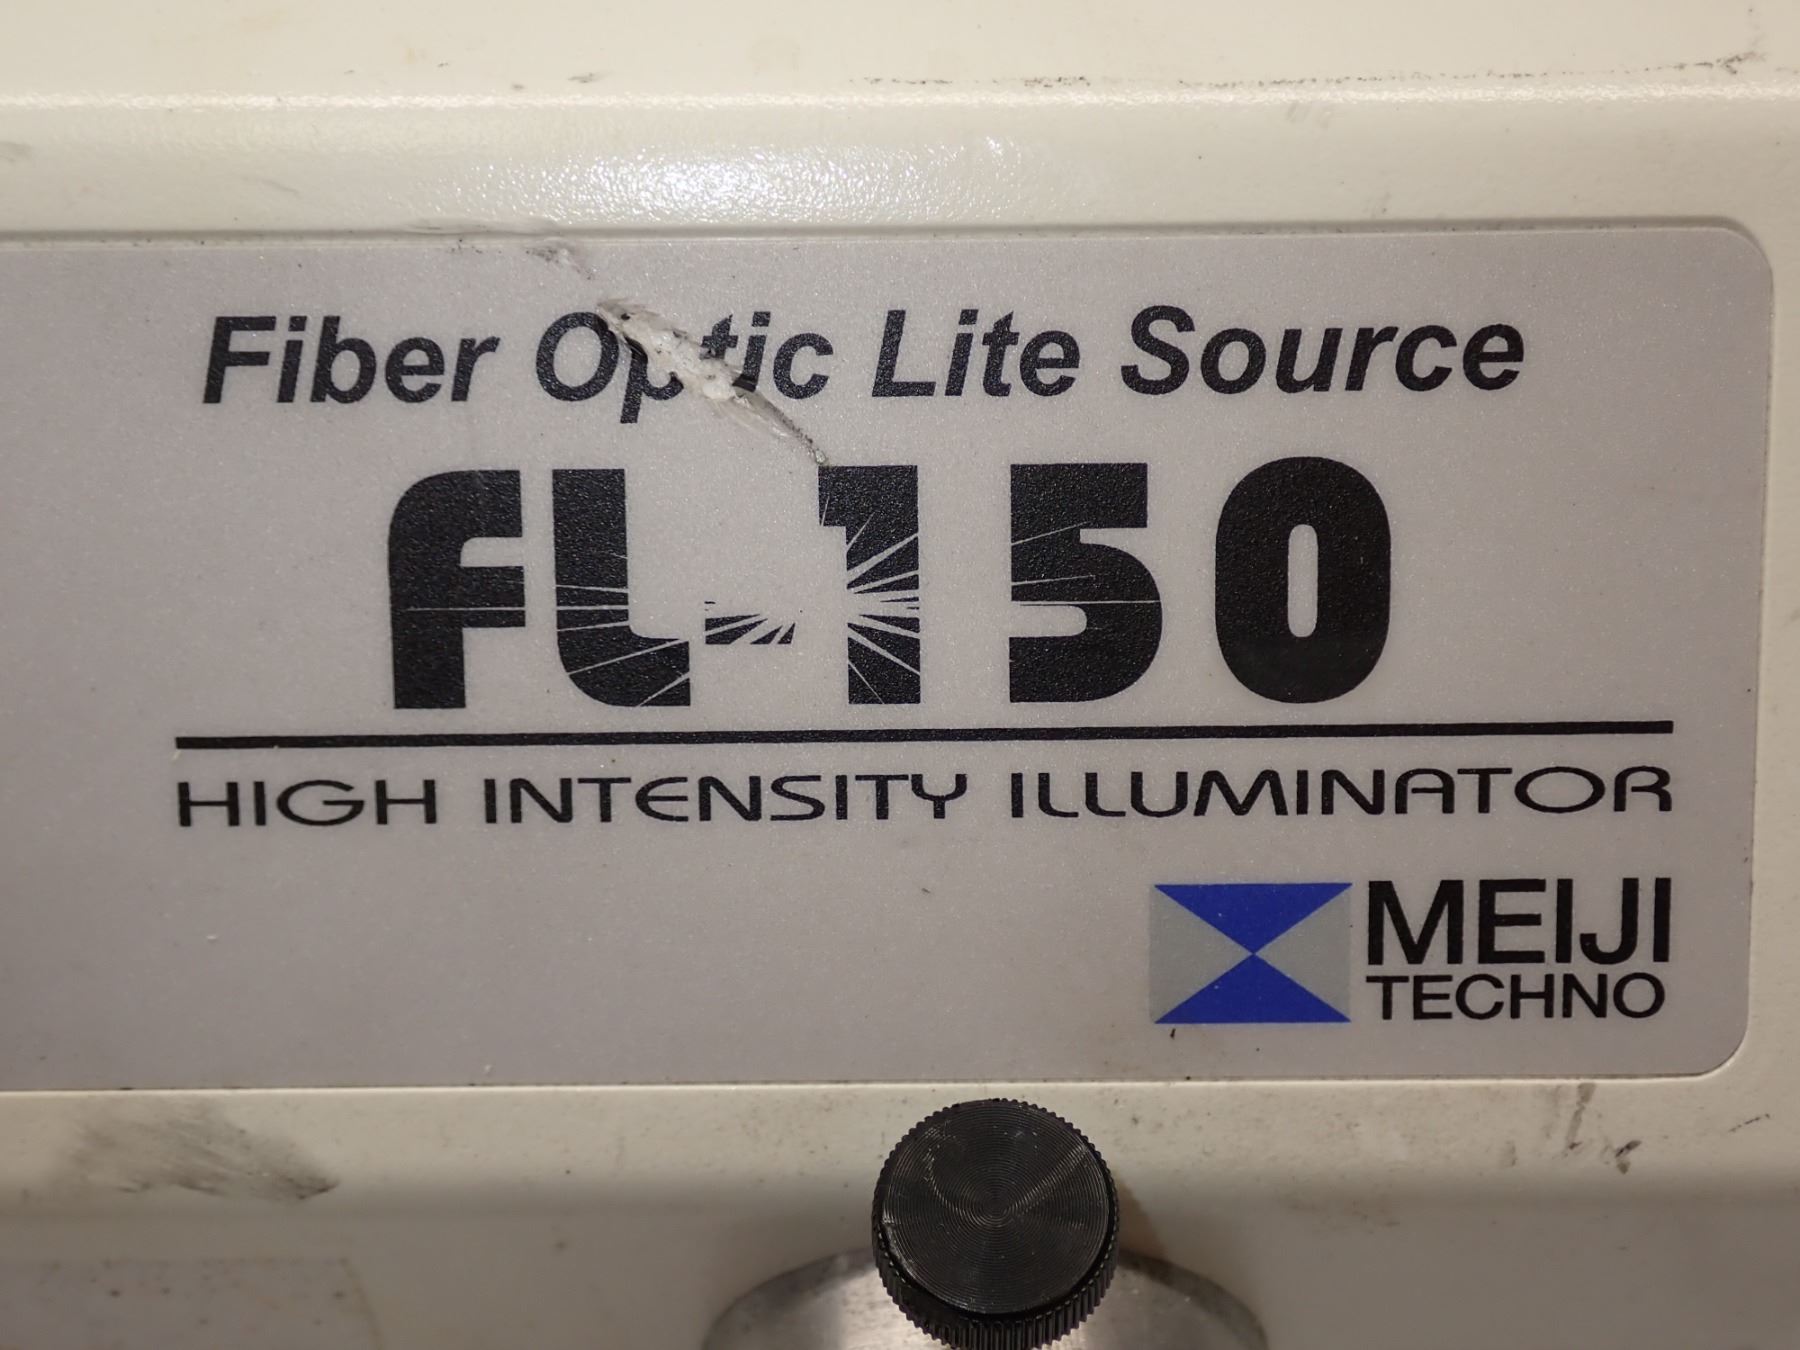 Fiber Optic Lite Source
FL-150
HIGH INTENSITY ILLUMINATOR
MEIJI
TECHNO